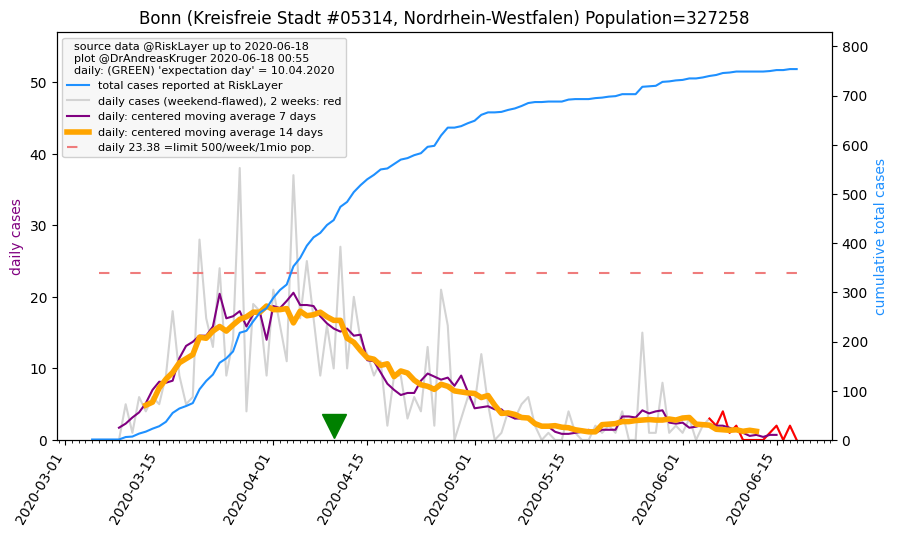 Bonn (Kreisfreie Stadt #05314, Nordrhein-Westfalen) Population=327258
source data @RiskLayer up to 2020-06-18
plot @DrAndreasKruger 2020-06-18 00:55
daily: (GREEN) 'expectation day' = 10.04.2020
total cases reported at RiskLayer
daily cases (weekend-flawed), 2 weeks: red
daily: centered moving average 7 days
daily: centered moving average 14 days
daily 23.38 =limit 500/week/1mio pop.
daily cases
50
40
30
20
10
0
cumulative total cases
800
700
600
500
400
300
200
100
0
2020-03-01
2020-03-15
2020-04-01
2020-04-15
2020-05-01
2020-05-15
2020-06-01
2020-06-15